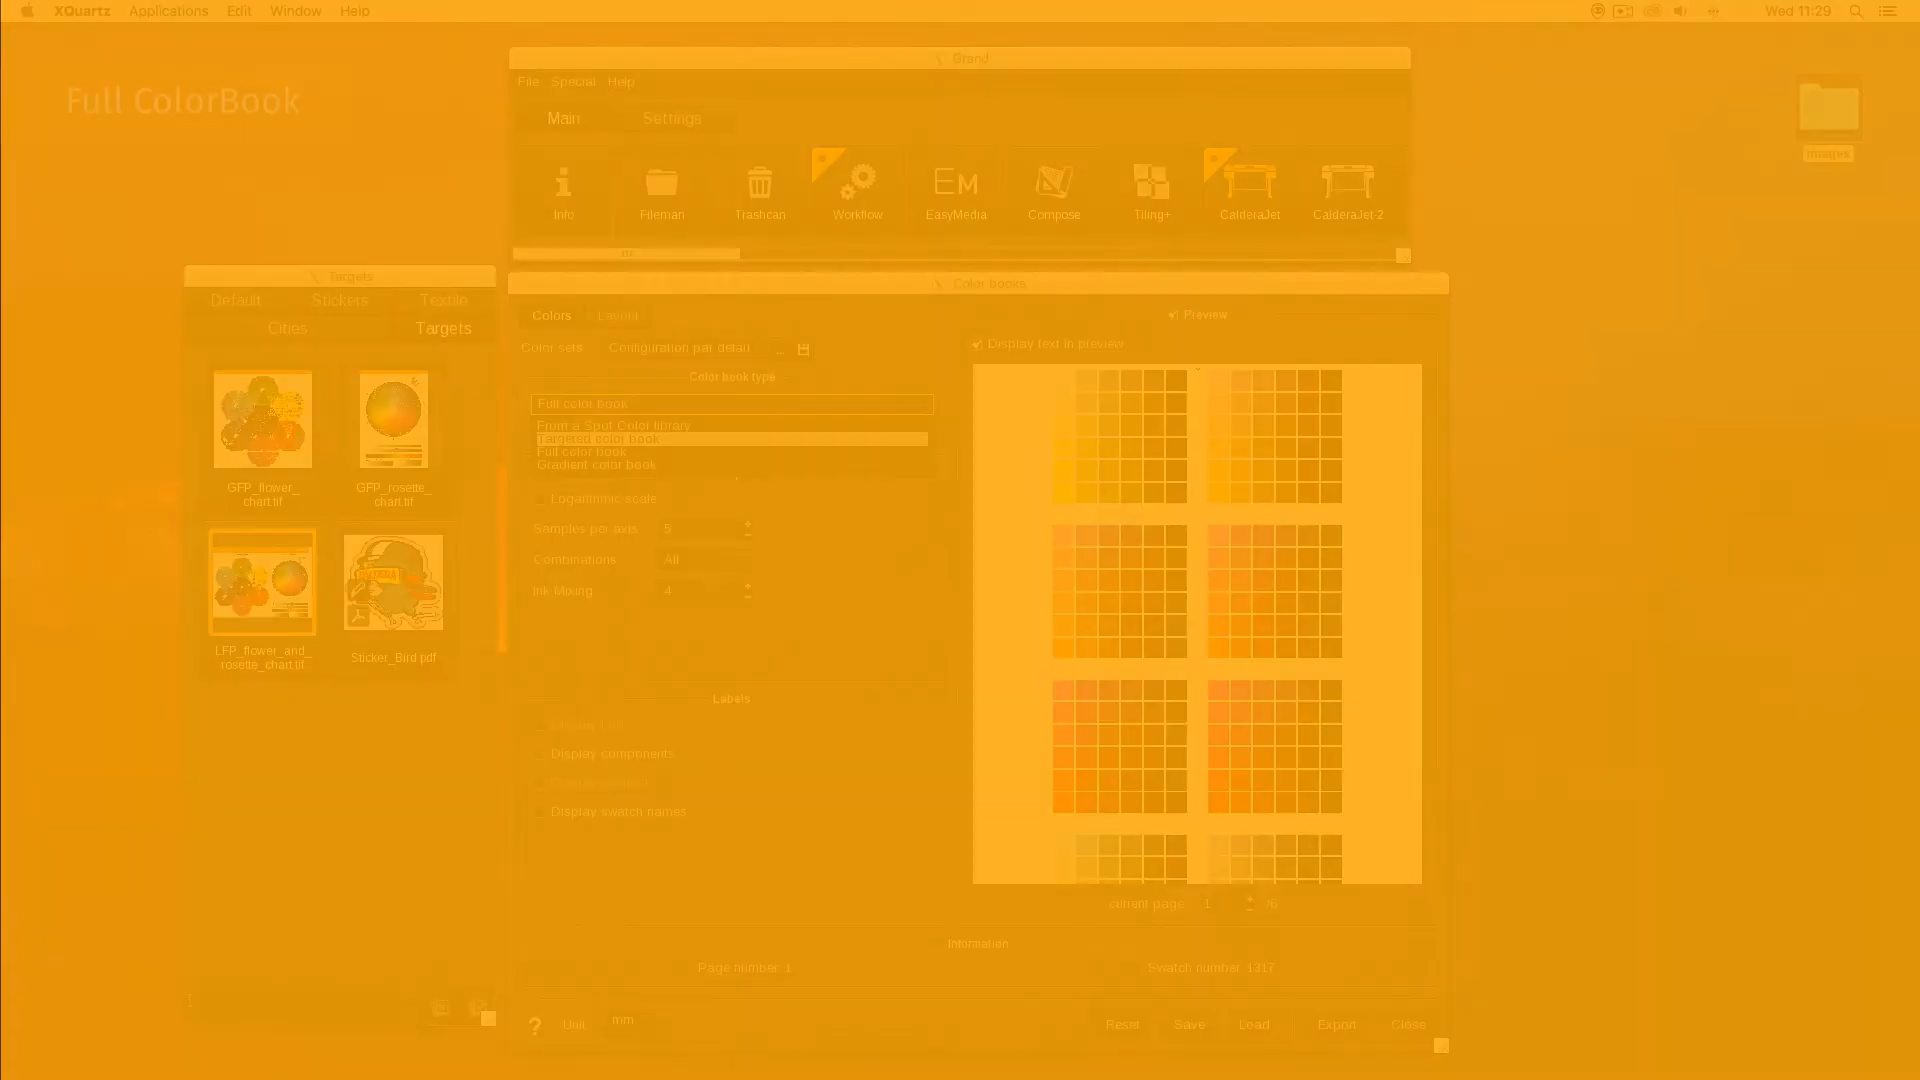 XQuartz Applications Edit Window Help
Wed 11:29
Full ColorBook
Grand
File Special Help
Main Settings
Info Fileman Trashcan Workflow EasyMedia Compose Tiling+ CalderaJet CalderaJet-2
images
Targets
Default Stickers Textile
Cities Targets
GFP_flower_
chart.tif
GFP_rosette_
chart.tif
LFP_flower_and_
rosette_chart.tif
Sticker_Bird.pdf
Color books
Colors Layout
Color sets Configuration par défaut ...
Color book type
Full color book
From a Spot Color library
Targeted color book
Full color book
Gradient color book
Logarithmic scale
Samples per axis 5
Combinations All
Ink Mixing 4
Labels
Display components
Display swatch names
Preview
Display text in preview
current page 1 /6
Information
Page number: 1 Swatch number: 1317
? Unit mm
Reset Save Load Export Close